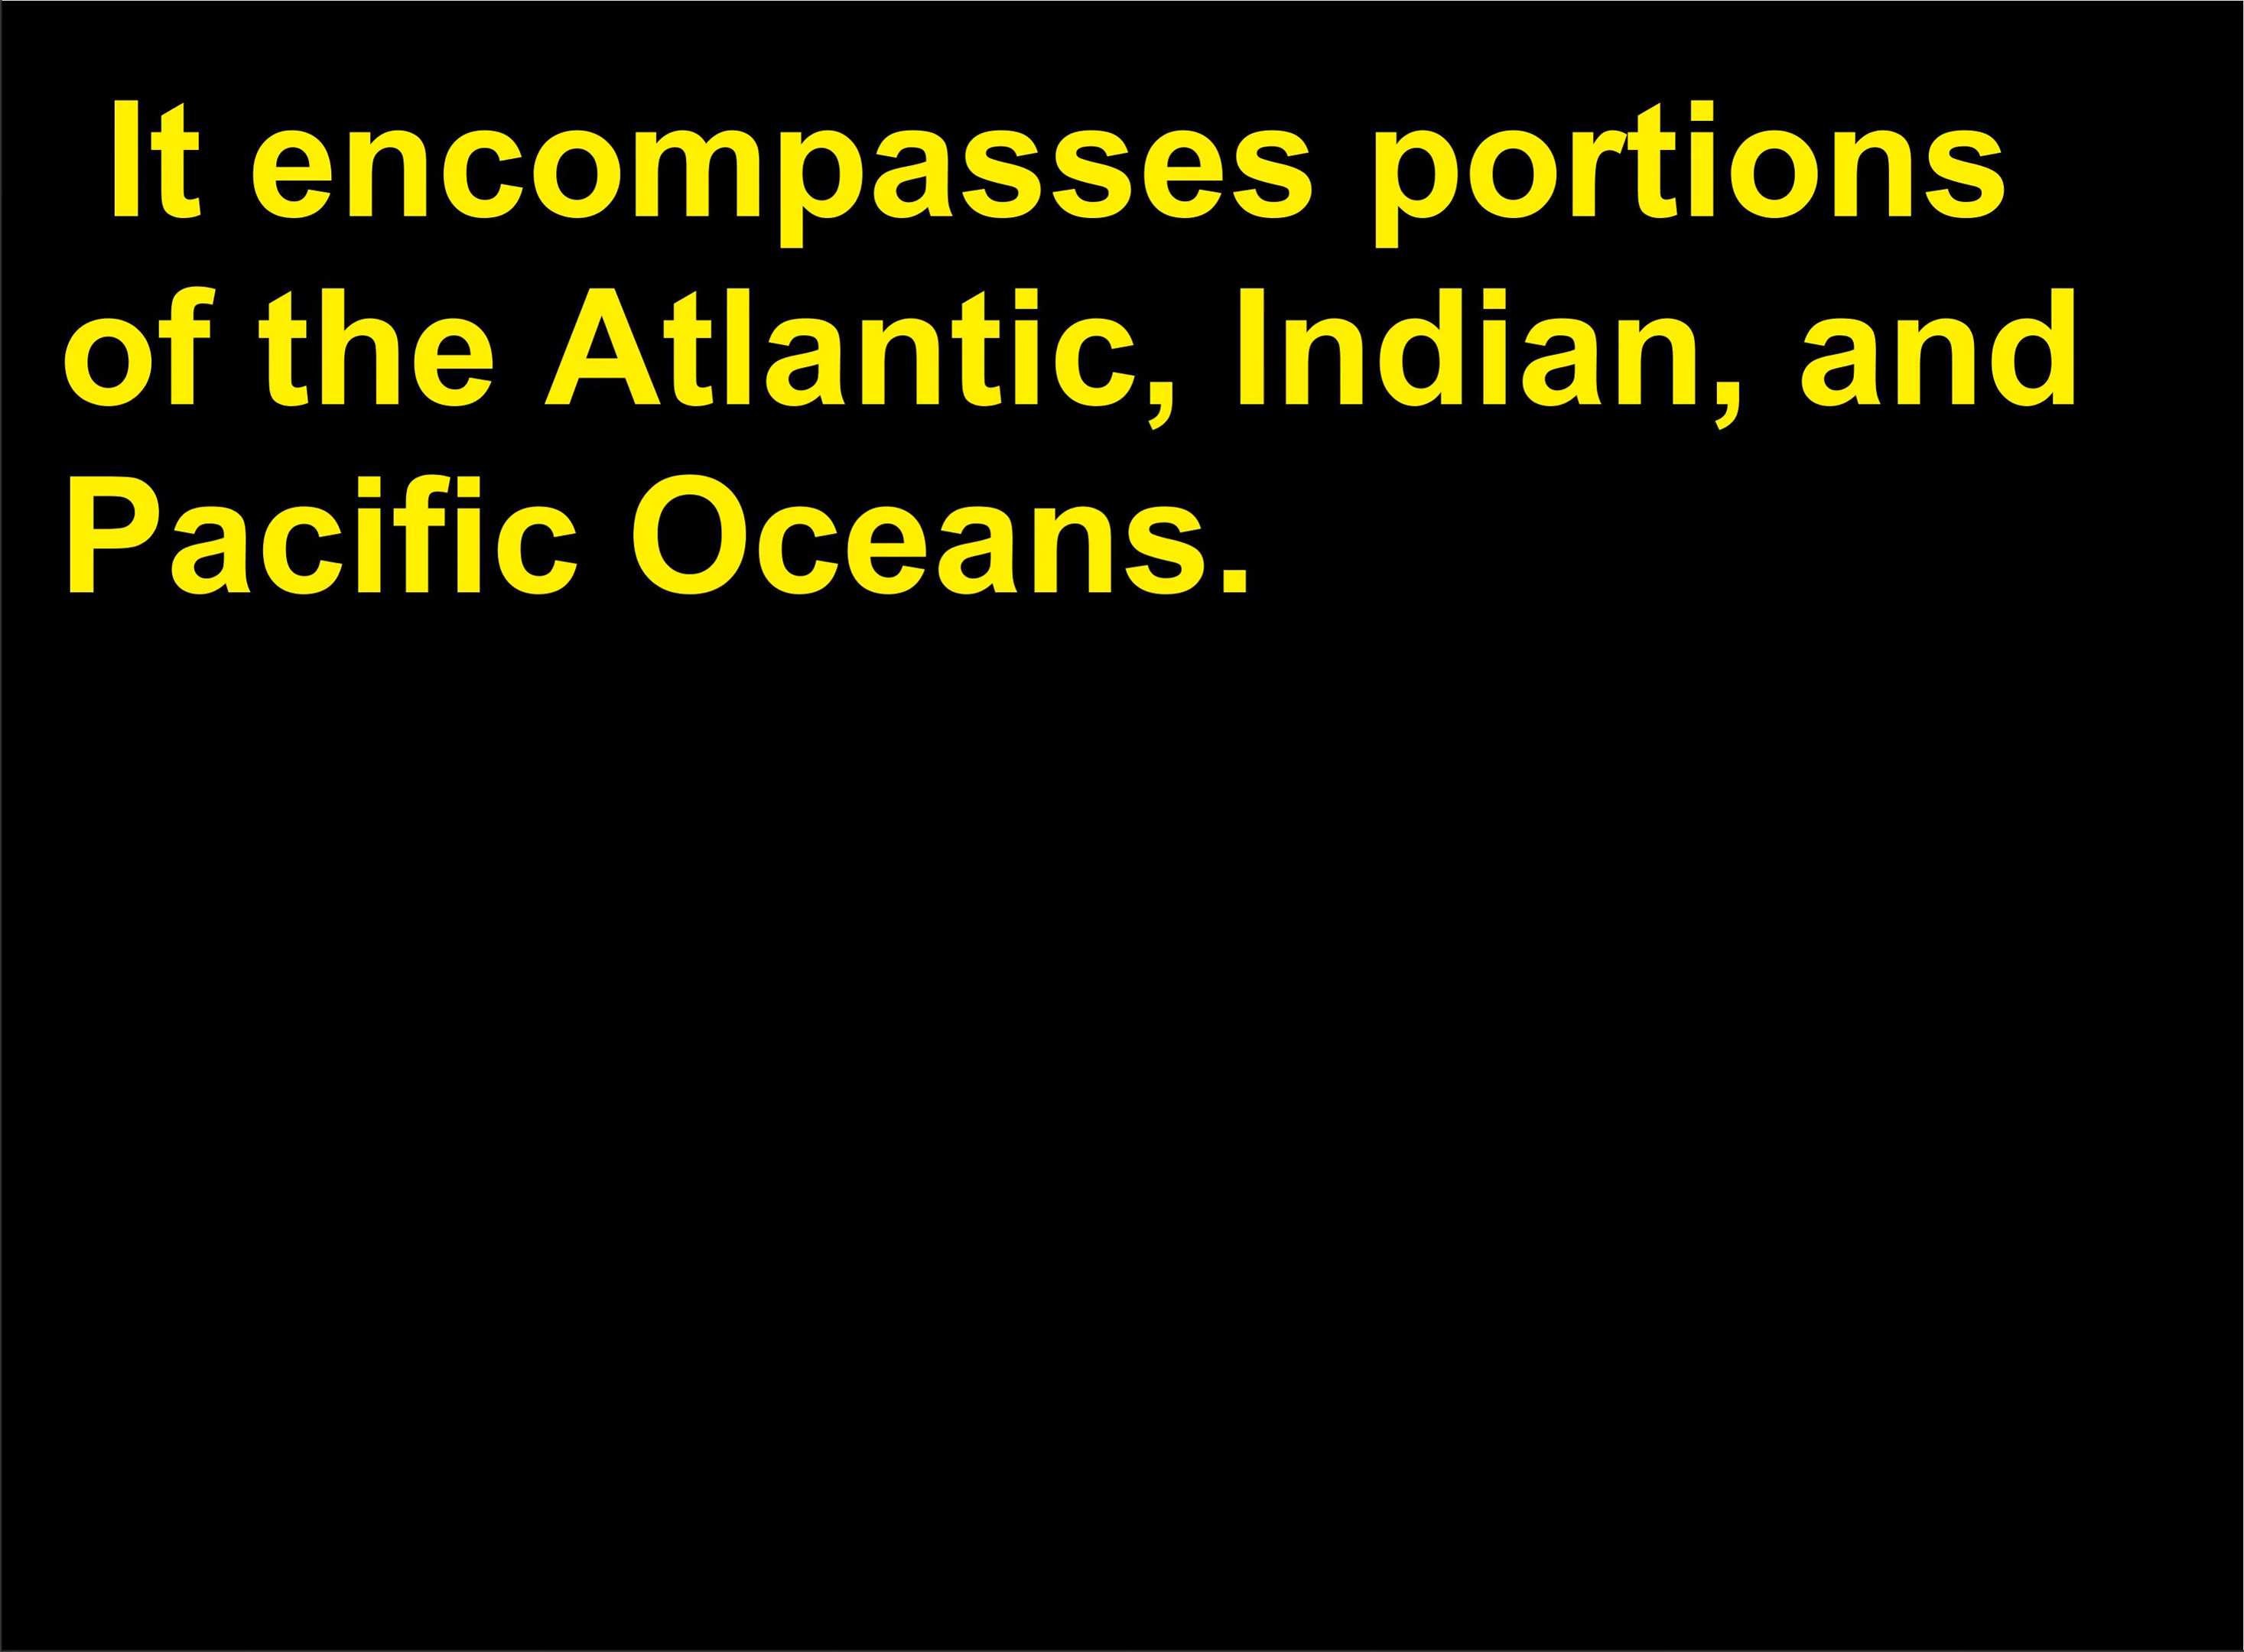 It encompasses portions
of the Atlantic, Indian, and
Pacific Oceans.